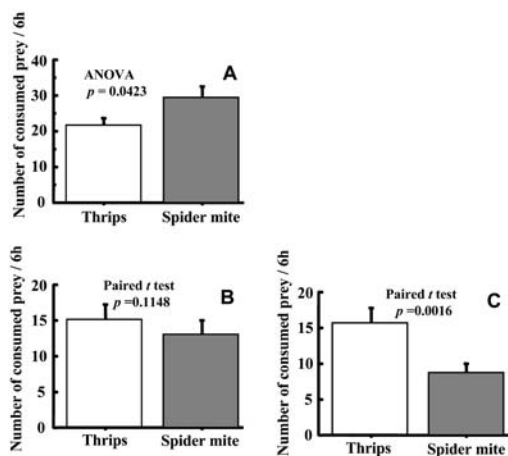 Number of consumed prey / 6h
40
30
20
10
0
ANOVA
p = 0.0423
A
Thrips Spider mite
Number of consumed prey / 6h
20
15
10
5
0
Paired t test
p =0.1148
B
Thrips Spider mite
Number of consumed prey / 6h
20
15
10
5
0
Paired t test
p =0.0016
C
Thrips Spider mite